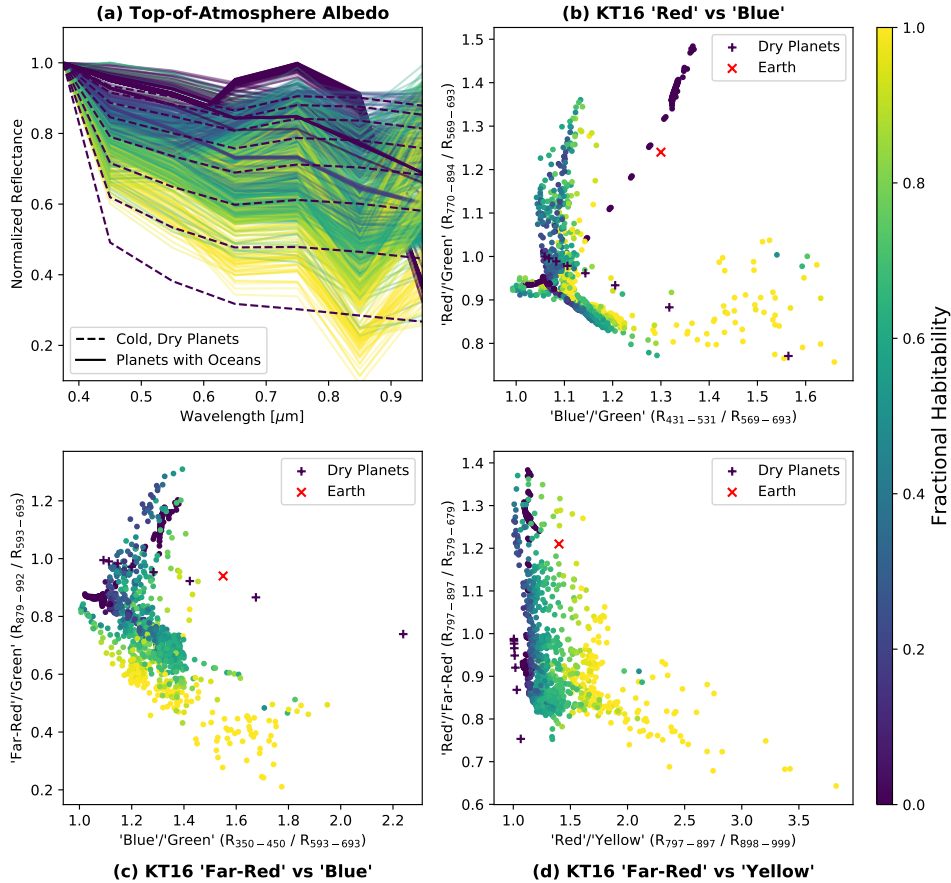 (a) Top-of-Atmosphere Albedo
1.0
0.8
0.6
0.4
0.2
Normalized Reflectance
Cold, Dry Planets
Planets with Oceans
0.4 0.5 0.6 0.7 0.8 0.9
Wavelength [μm]
(b) KT16 'Red' vs 'Blue'
1.5
1.4
1.3
1.2
1.1
1.0
0.9
0.8
'Red'/'Green' (R770−894 / R569−693)
Dry Planets
Earth
1.0 1.1 1.2 1.3 1.4 1.5 1.6
'Blue'/'Green' (R431−531 / R569−693)
1.2
1.0
0.8
0.6
0.4
0.2
'Far-Red'/'Green' (R879−992 / R593−693)
Dry Planets
Earth
1.0 1.2 1.4 1.6 1.8 2.0 2.2
'Blue'/'Green' (R350−450 / R593−693)
(c) KT16 'Far-Red' vs 'Blue'
1.4
1.3
1.2
1.1
1.0
0.9
0.8
0.7
0.6
'Red'/'Far-Red' (R797−897 / R579−679)
Dry Planets
Earth
1.0 1.5 2.0 2.5 3.0 3.5
'Red'/'Yellow' (R797−897 / R898−999)
(d) KT16 'Far-Red' vs 'Yellow'
1.0
0.8
0.6
0.4
0.2
0.0
Fractional Habitability